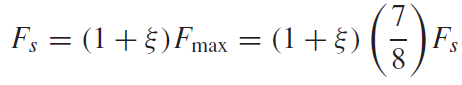 F_s = (1 + ξ)F_max = (1 + ξ) (7/8) F_s